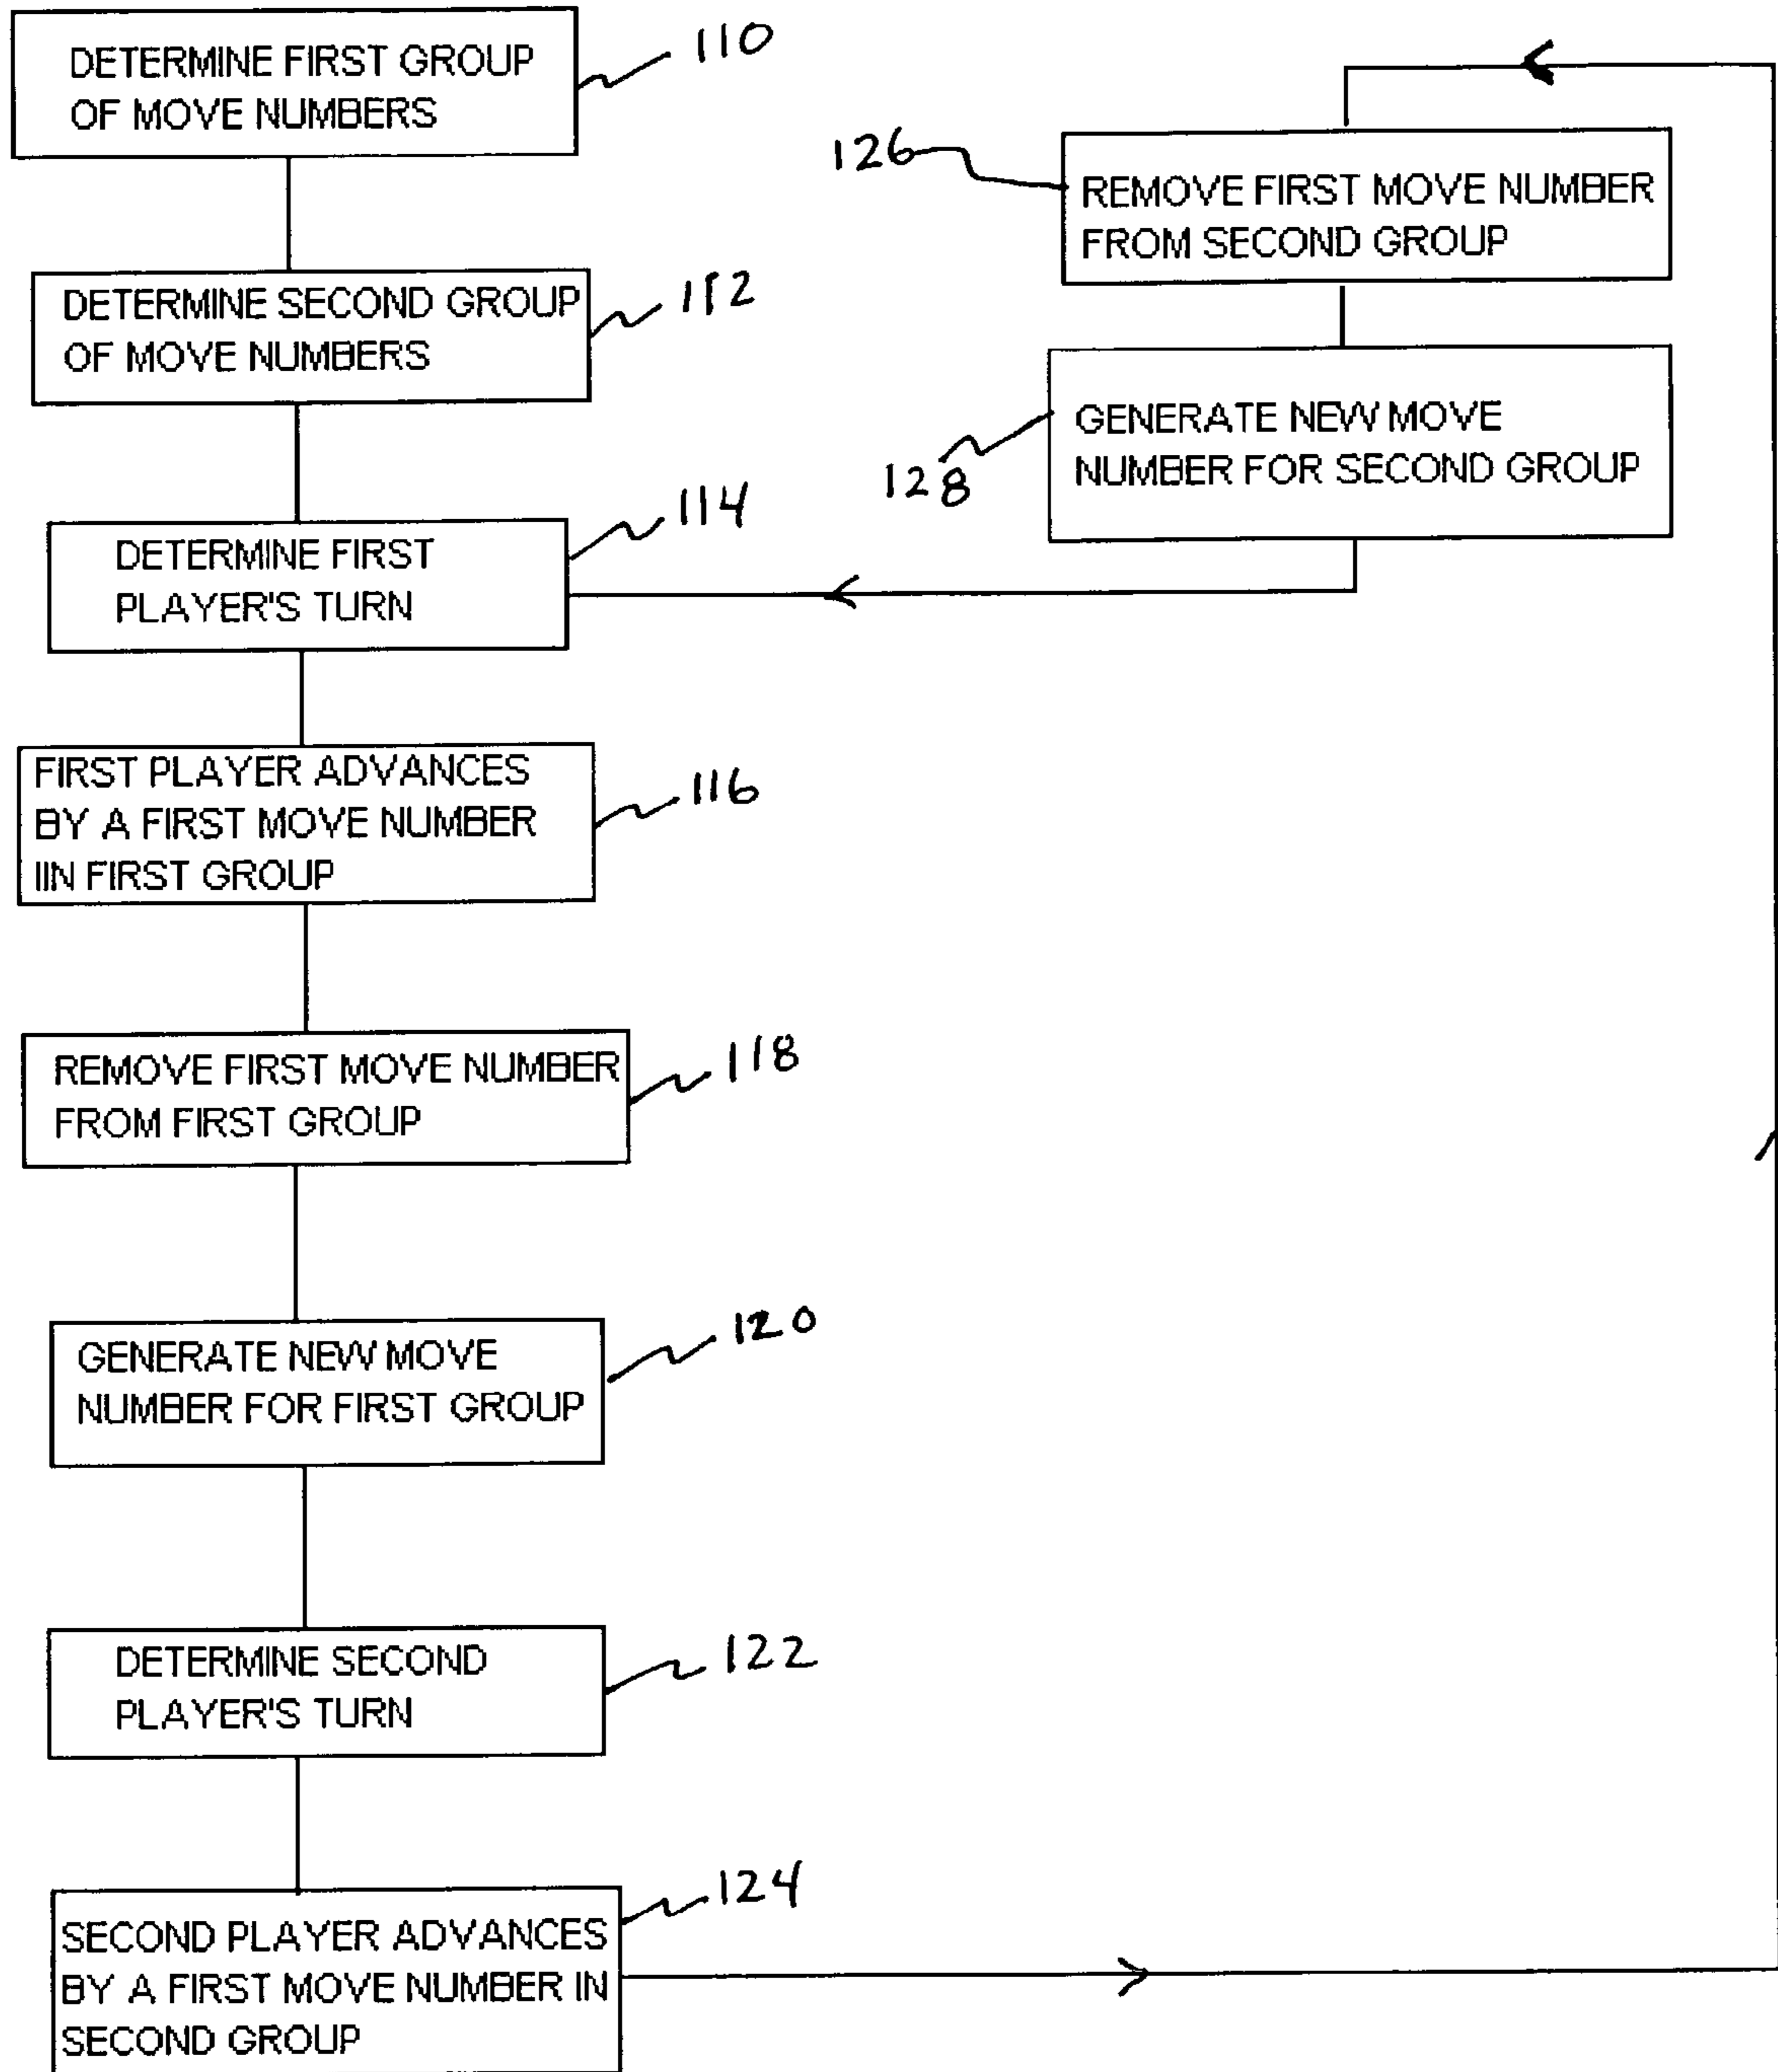 DETERMINE FIRST GROUP
OF MOVE NUMBERS
110
DETERMINE SECOND GROUP
OF MOVE NUMBERS
112
DETERMINE FIRST
PLAYER'S TURN
114
FIRST PLAYER ADVANCES
BY A FIRST MOVE NUMBER
IIN FIRST GROUP
116
REMOVE FIRST MOVE NUMBER
FROM FIRST GROUP
118
GENERATE NEW MOVE
NUMBER FOR FIRST GROUP
120
DETERMINE SECOND
PLAYER'S TURN
122
SECOND PLAYER ADVANCES
BY A FIRST MOVE NUMBER IN
SECOND GROUP
124
126
REMOVE FIRST MOVE NUMBER
FROM SECOND GROUP
128
GENERATE NEW MOVE
NUMBER FOR SECOND GROUP